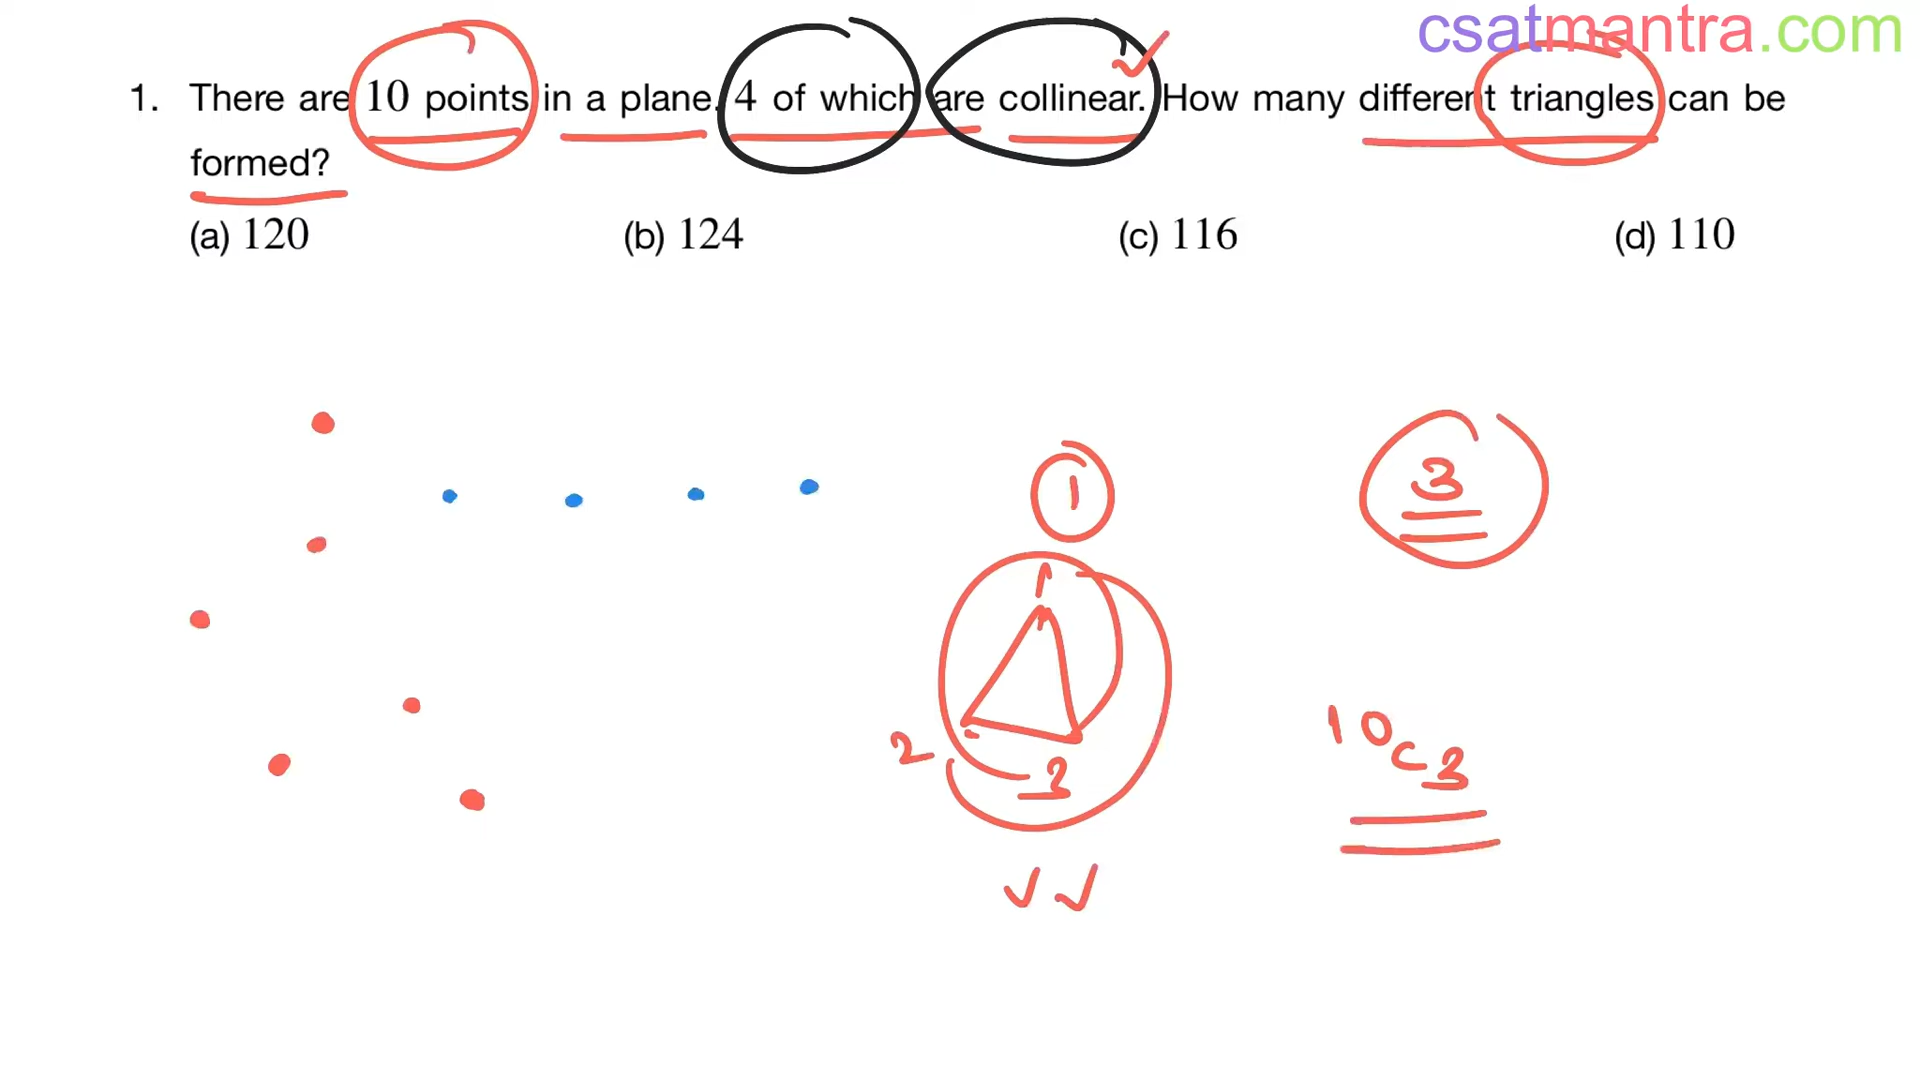 csatmantra.com
1. There are 10 points in a plane. 4 of which are collinear. How many different triangles can be
formed?
(a) 120 (b) 124 (c) 116 (d) 110
1
3
1
2 3
10C3